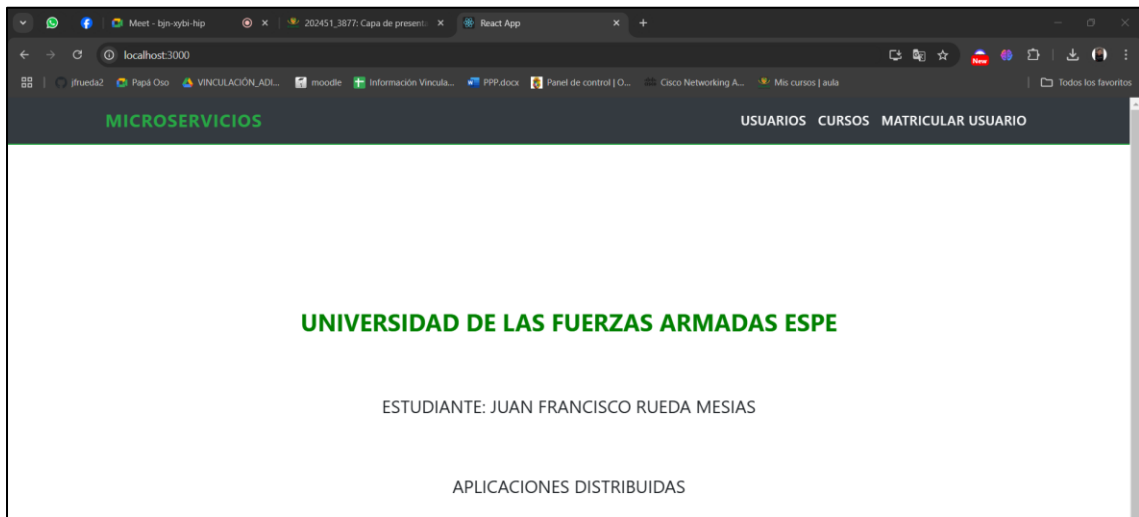 Meet - bjn-xybi-hip
202451_3877: Capa de present
React App
localhost:3000
New
jfrueda2
Papá Oso
VINCULACIÓN_ADI...
moodle
Información Vincula...
PPP.docx
Panel de control | O...
Cisco Networking A...
Mis cursos | aula
Todos los favoritos
MICROSERVICIOS
USUARIOS CURSOS MATRICULAR USUARIO
UNIVERSIDAD DE LAS FUERZAS ARMADAS ESPE
ESTUDIANTE: JUAN FRANCISCO RUEDA MESIAS
APLICACIONES DISTRIBUIDAS